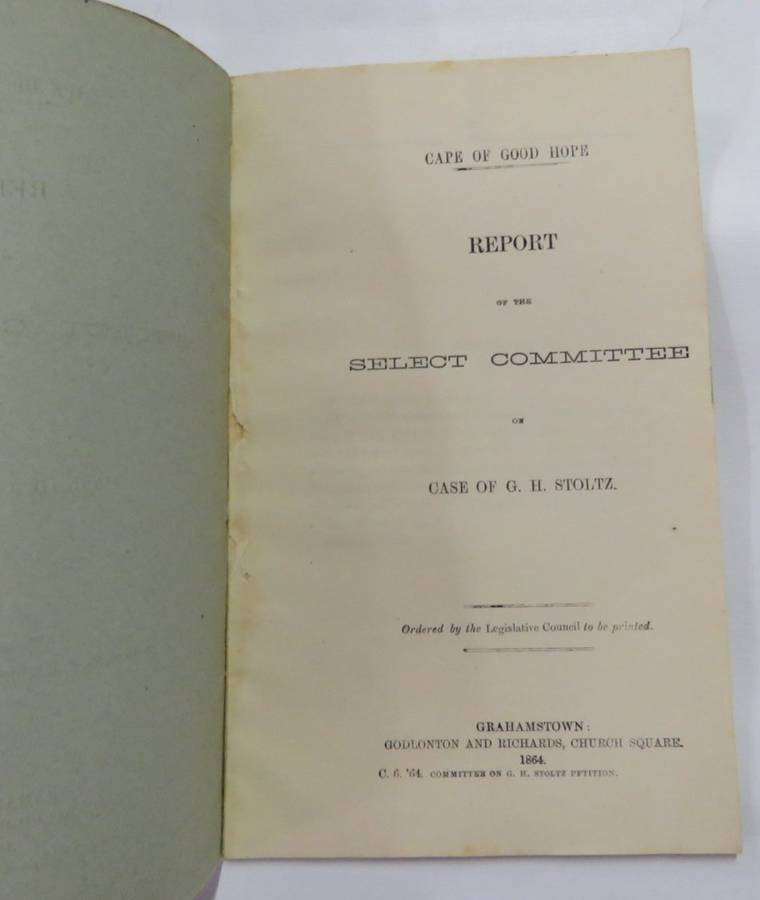 CAPE OF GOOD HOPE
REPORT
OF THE
SELECT COMMITTEE
ON
CASE OF G. H. STOLTZ.
Ordered by the Legislative Council to be printed.
GRAHAMSTOWN:
GODLONTON AND RICHARDS, CHURCH SQUARE.
1864.
C. 6. '64. COMMITTEE ON G. H. STOLTZ PETITION.